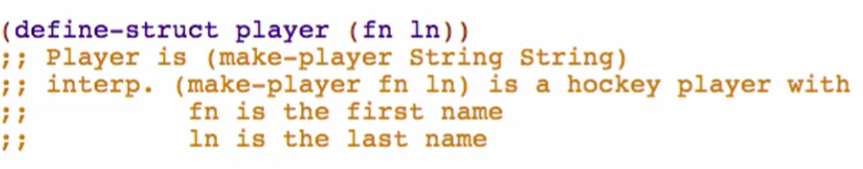 (define-struct player (fn ln))
;; Player is (make-player String String)
;; interp. (make-player fn ln) is a hockey player with
;;         fn is the first name
;;         ln is the last name